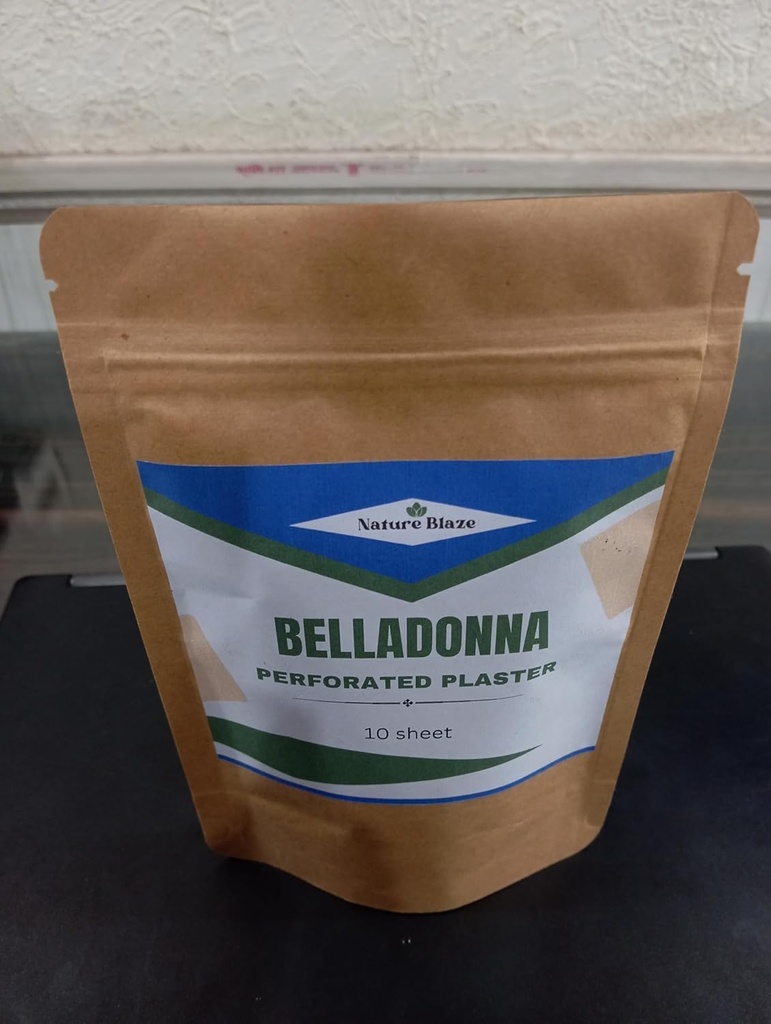 Nature Blaze
BELLADONNA
PERFORATED PLASTER
10 sheet